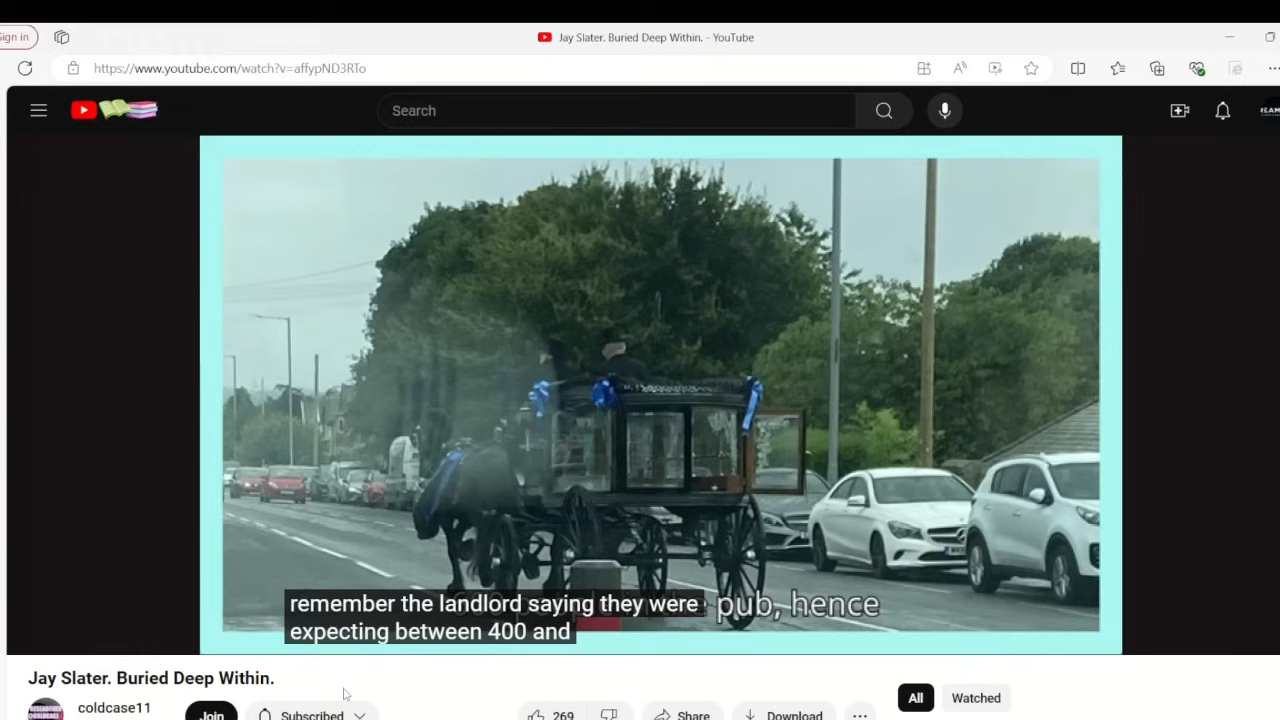 Sign in
Jay Slater. Buried Deep Within. - YouTube
https://www.youtube.com/watch?v=affypND3RTo
Search
remember the landlord saying they were
pub, hence
expecting between 400 and
Jay Slater. Buried Deep Within.
coldcase11
Join
Subscribed
269
Share
Download
All
Watched